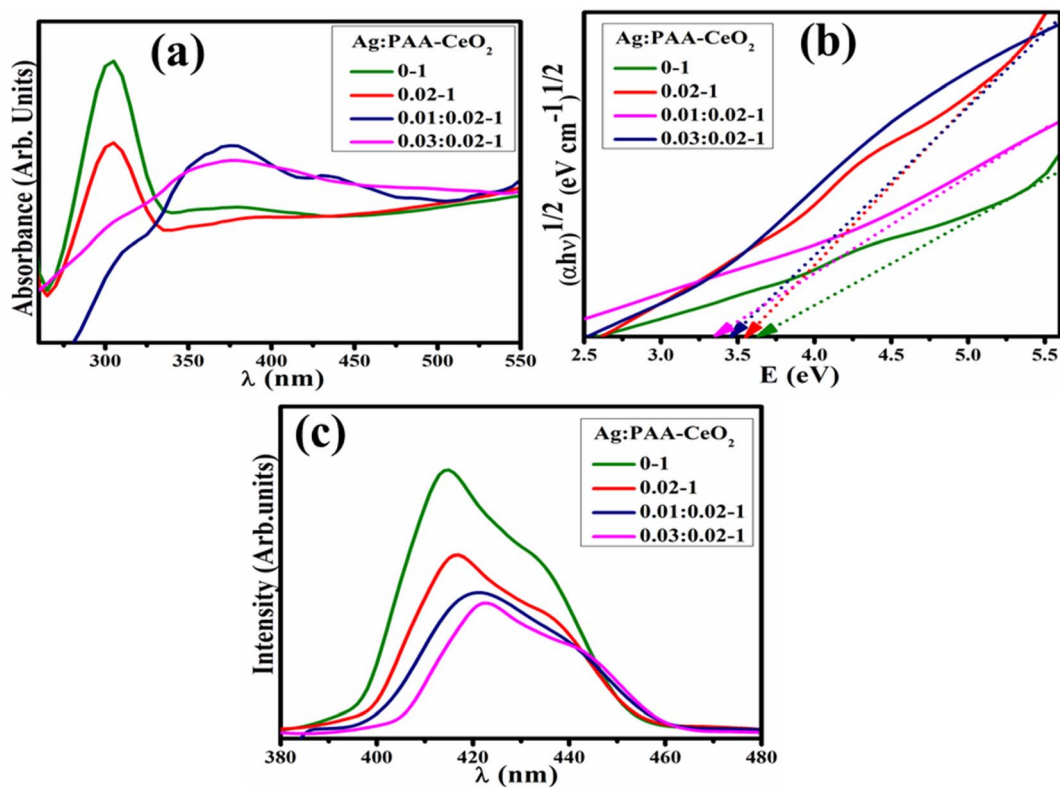 (a)
Absorbance (Arb. Units)
Ag:PAA-CeO₂
0-1
0.02-1
0.01:0.02-1
0.03:0.02-1
300 350 400 450 500 550
λ (nm)
(b)
(αhν)^1/2 (eV cm^-1)^1/2
Ag:PAA-CeO₂
0-1
0.02-1
0.01:0.02-1
0.03:0.02-1
2.5 3.0 3.5 4.0 4.5 5.0 5.5
E (eV)
(c)
Intensity (Arb.units)
Ag:PAA-CeO₂
0-1
0.02-1
0.01:0.02-1
0.03:0.02-1
380 400 420 440 460 480
λ (nm)